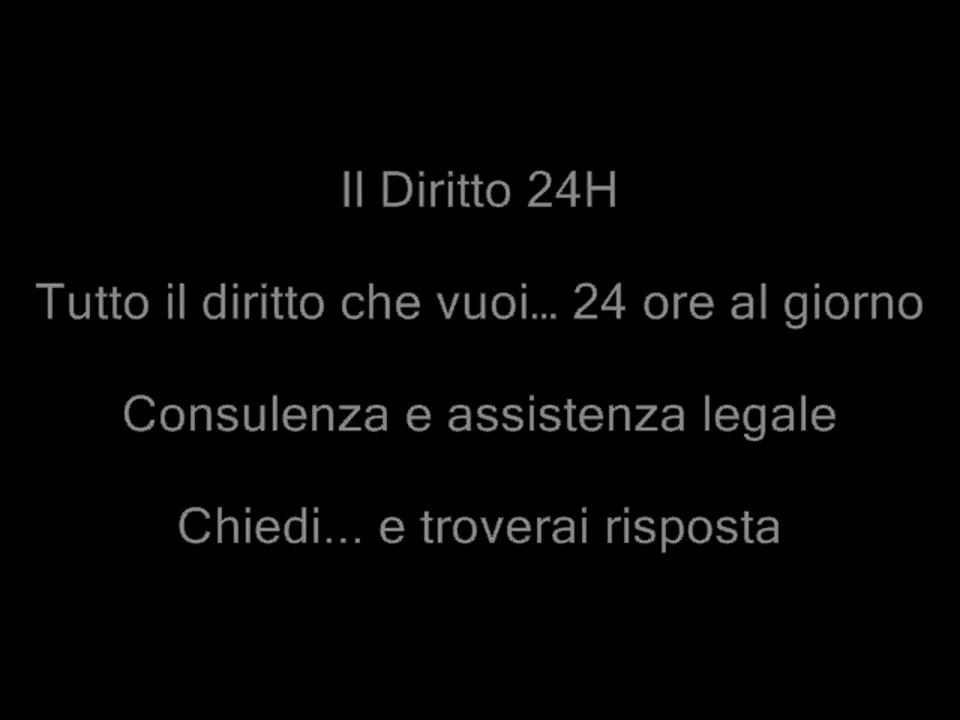 Il Diritto 24H
Tutto il diritto che vuoi… 24 ore al giorno
Consulenza e assistenza legale
Chiedi... e troverai risposta